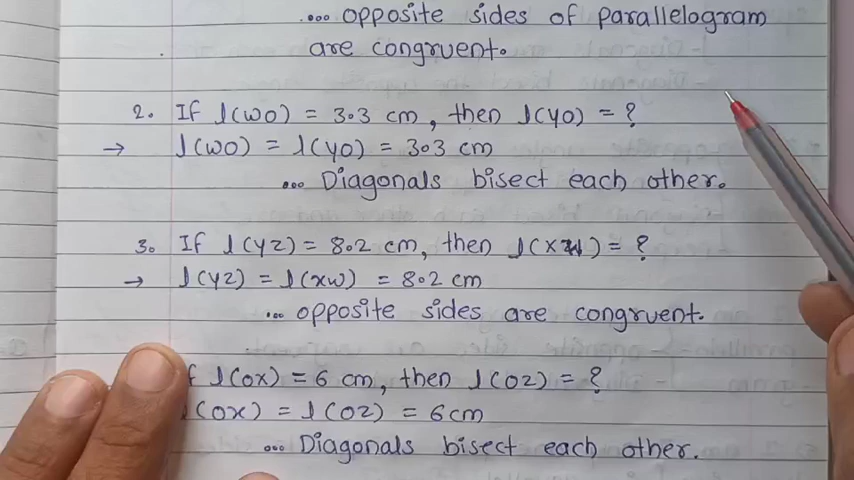 ... opposite sides of parallelogram
are congruent.
2. If l(wo) = 3.3 cm, then l(yo) = ?
→ l(wo) = l(yo) = 3.3 cm
... Diagonals bisect each other.
3. If l(yz) = 8.2 cm, then l(xw) = ?
→ l(yz) = l(xw) = 8.2 cm
... opposite sides are congruent.
l(ox) = 6 cm, then l(oz) = ?
(ox) = l(oz) = 6 cm
... Diagonals bisect each other.